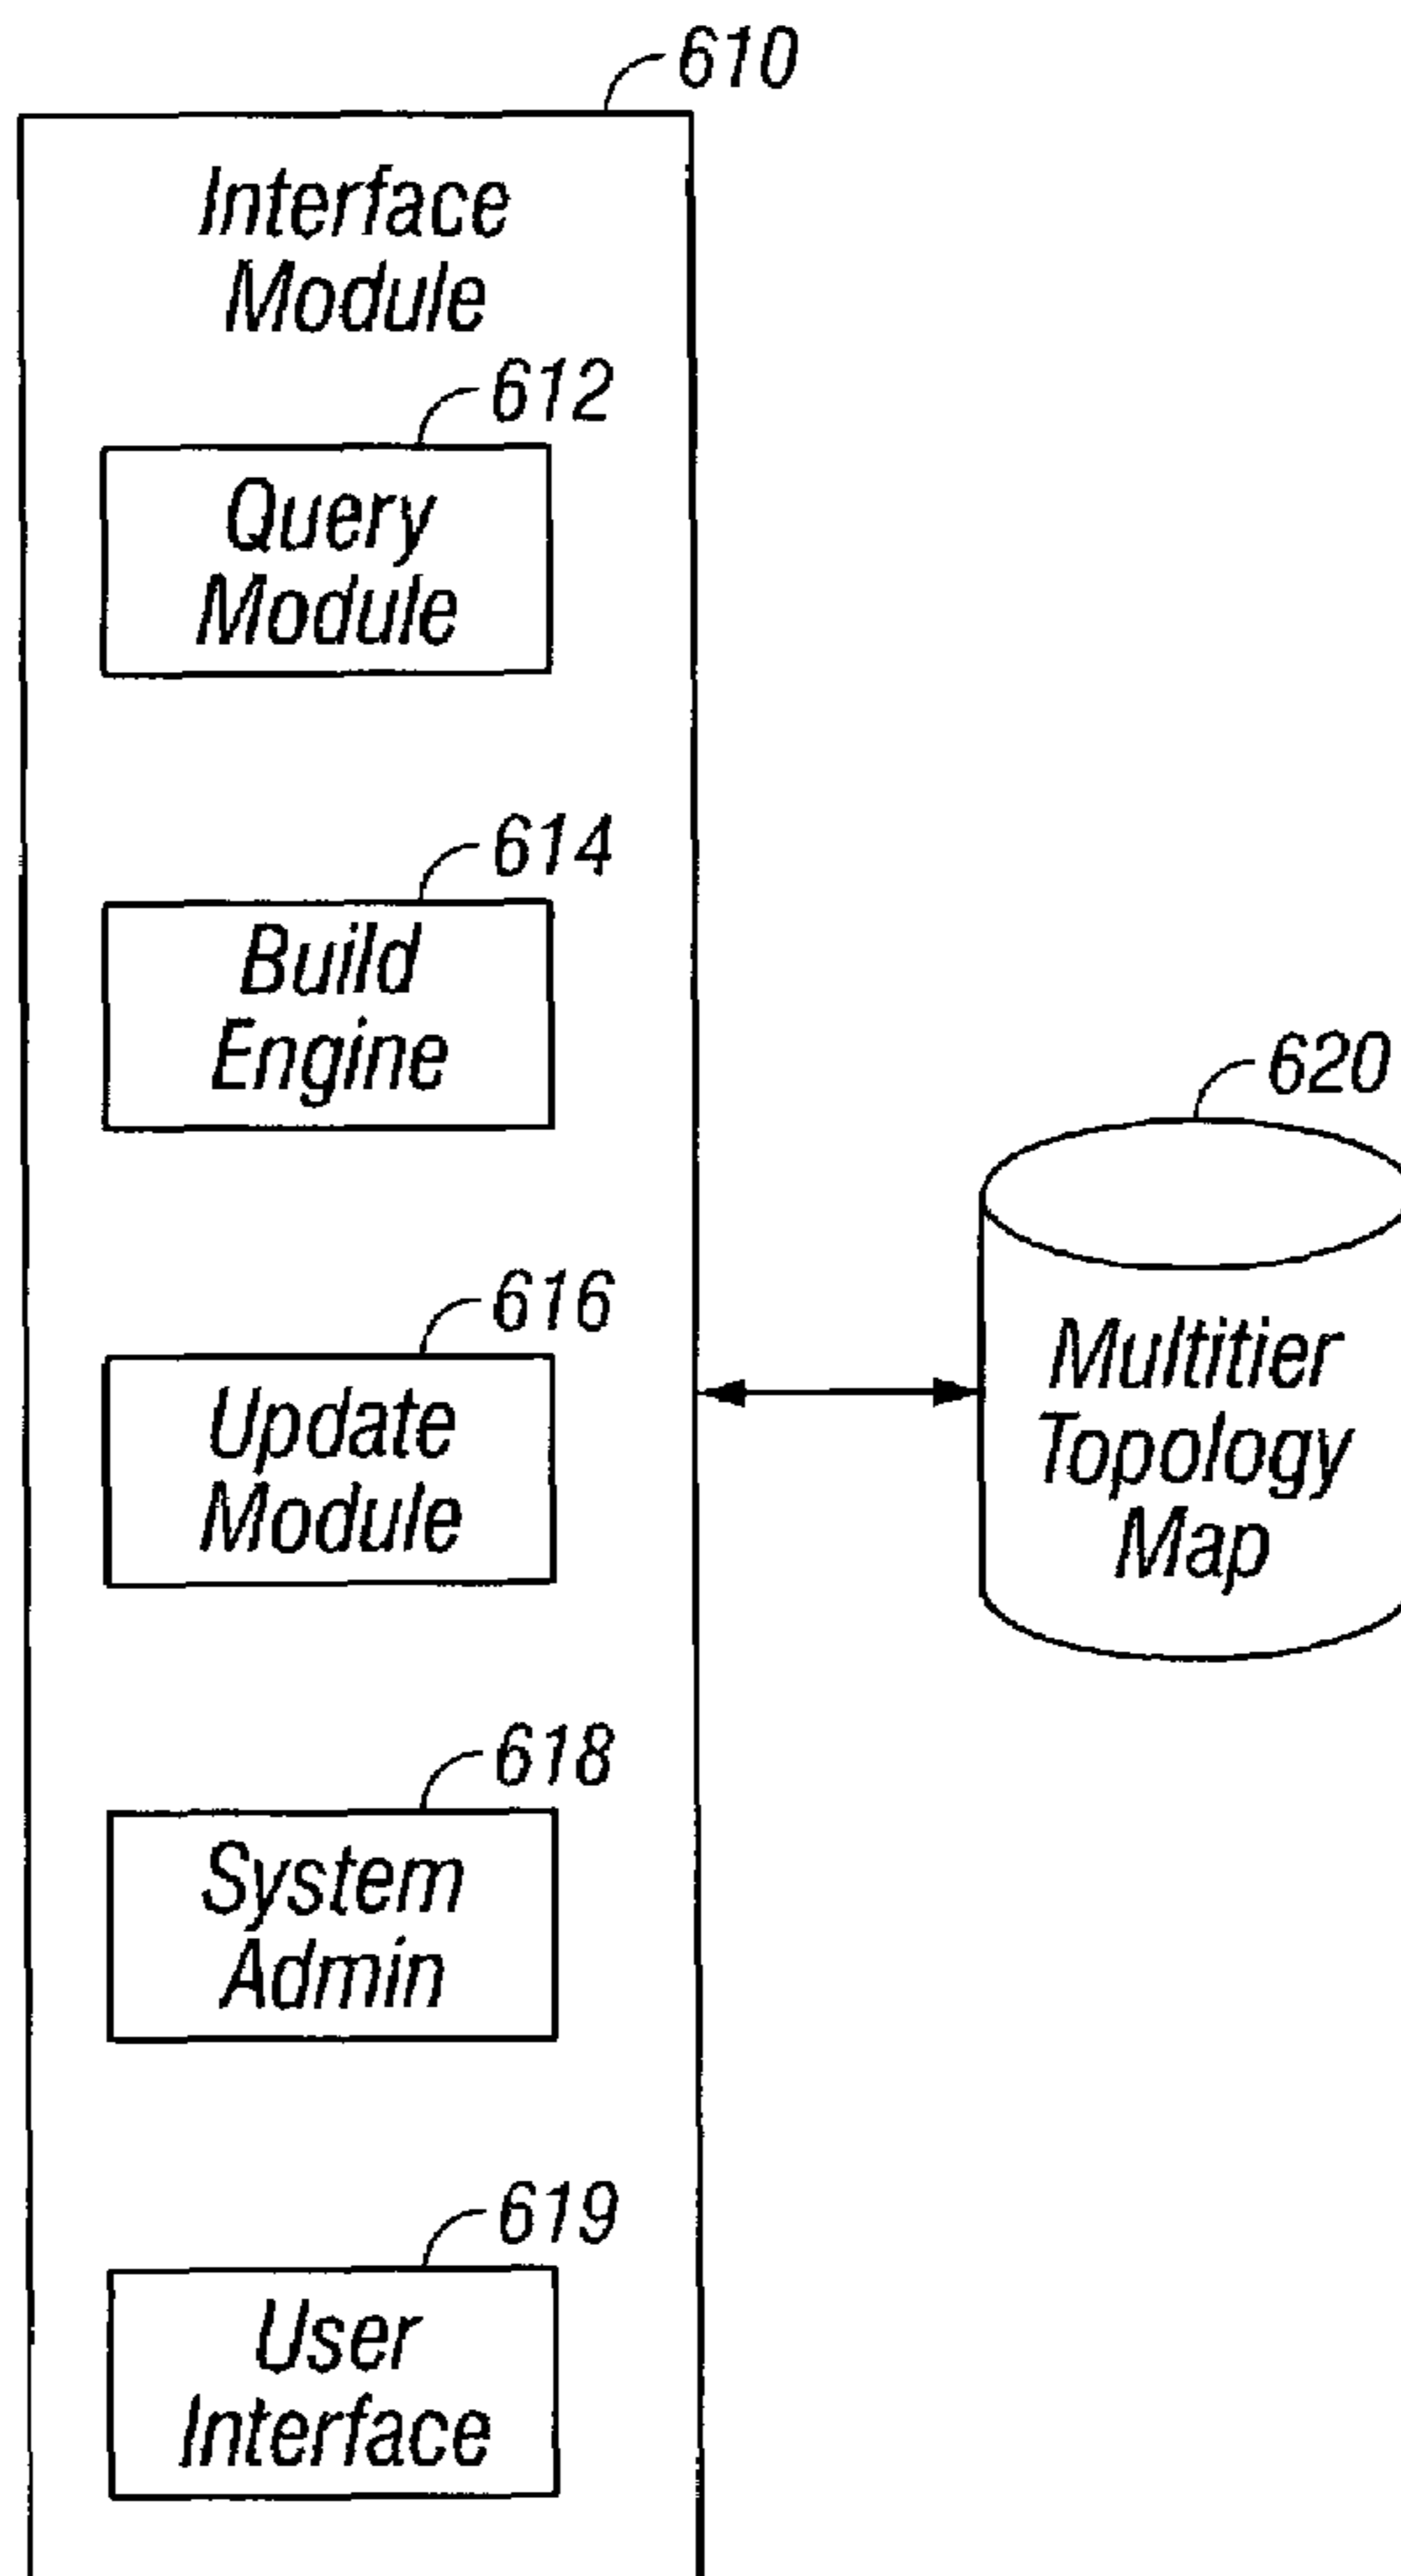 610
Interface
Module
612
Query
Module
614
Build
Engine
616
Update
Module
618
System
Admin
619
User
Interface
620
Multitier
Topology
Map